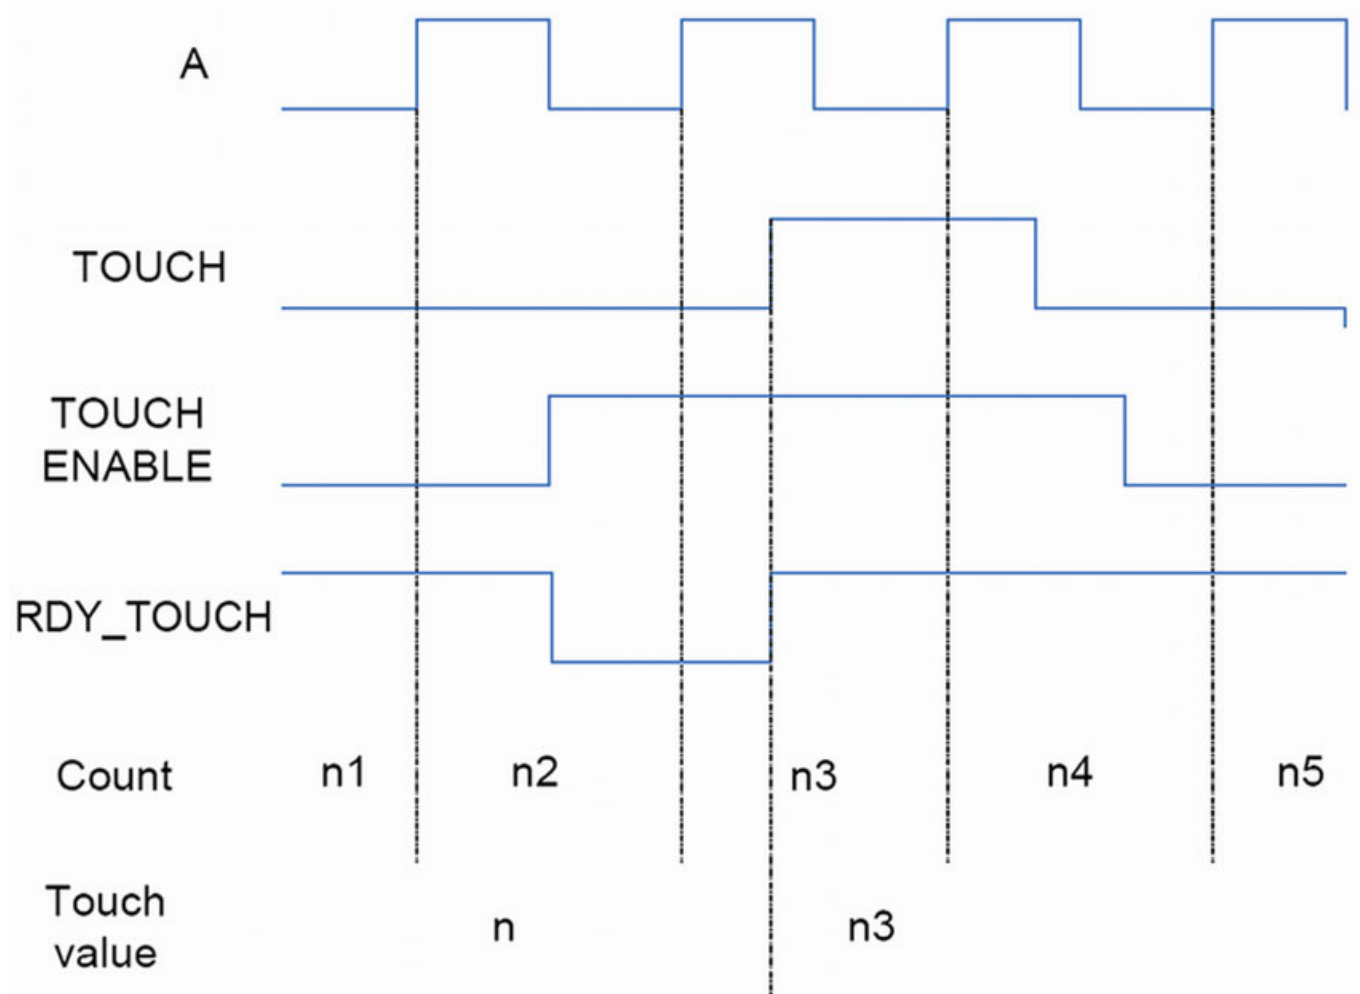 A
TOUCH
TOUCH
ENABLE
RDY_TOUCH
Count n1 n2 n3 n4 n5
Touch
value n n3